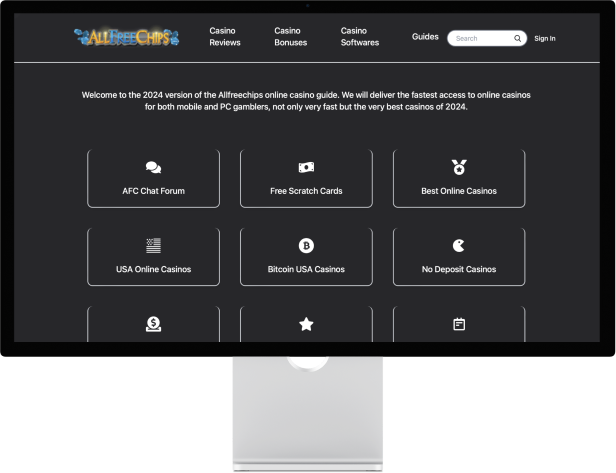 ALLFREECHIPS
Casino
Reviews
Casino
Bonuses
Casino
Softwares
Guides
Search
Sign In
Welcome to the 2024 version of the Allfreechips online casino guide. We will deliver the fastest access to online casinos
for both mobile and PC gamblers, not only very fast but the very best casinos of 2024.
AFC Chat Forum
Free Scratch Cards
Best Online Casinos
USA Online Casinos
Bitcoin USA Casinos
No Deposit Casinos